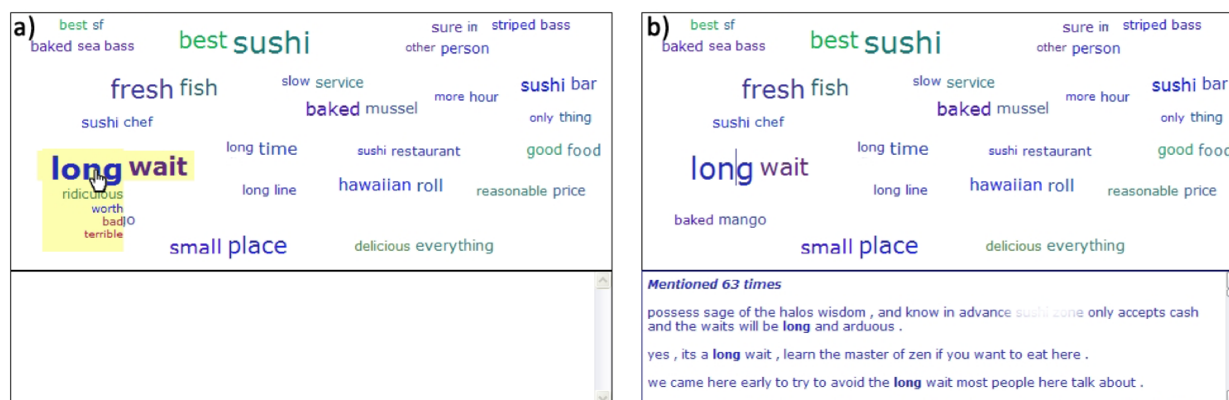 a)
best sf
sure in striped bass
baked sea bass
best sushi
other person
fresh fish
slow service
sushi bar
baked mussel
more hour
sushi chef
only thing
long time
sushi restaurant
good food
long wait
ridiculous
worth
bad
terrible
long line
hawaiian roll
reasonable price
small place
delicious everything
b)
best sf
sure in striped bass
baked sea bass
best sushi
other person
fresh fish
slow service
sushi bar
baked mussel
more hour
sushi chef
only thing
long time
sushi restaurant
good food
long wait
long line
hawaiian roll
reasonable price
baked mango
small place
delicious everything
Mentioned 63 times
possess sage of the halos wisdom , and know in advance sushi zone only accepts cash
and the waits will be long and arduous .
yes , its a long wait , learn the master of zen if you want to eat here .
we came here early to try to avoid the long wait most people here talk about .